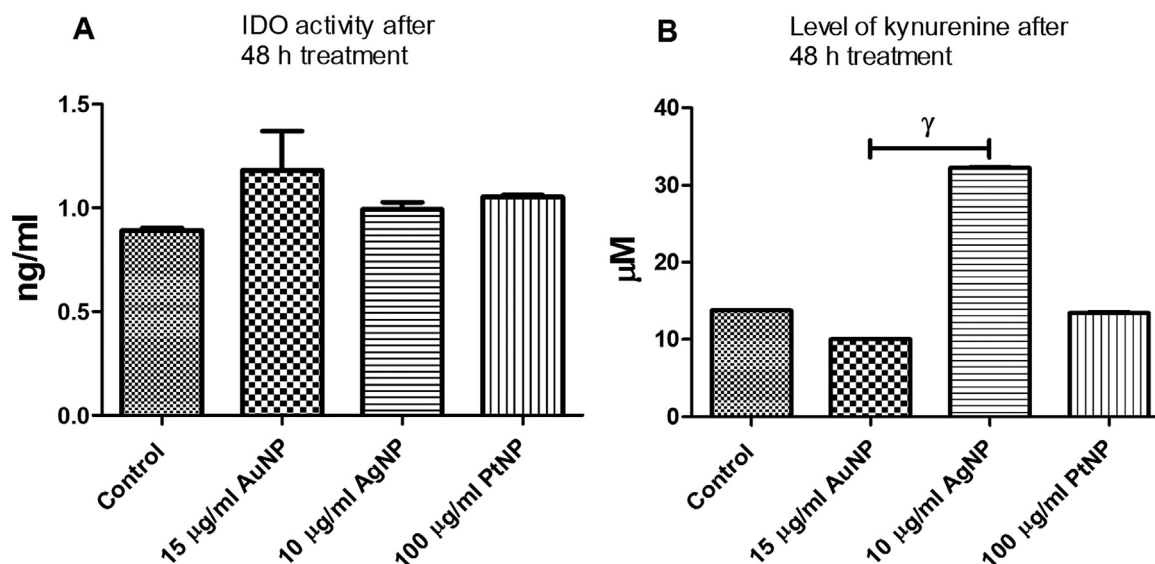 A
IDO activity after
48 h treatment
ng/ml
1.5
1.0
0.5
0.0
Control
15 μg/ml AuNP
10 μg/ml AgNP
100 μg/ml PtNP
B
Level of kynurenine after
48 h treatment
μM
40
30
20
10
0
γ
Control
15 μg/ml AuNP
10 μg/ml AgNP
100 μg/ml PtNP